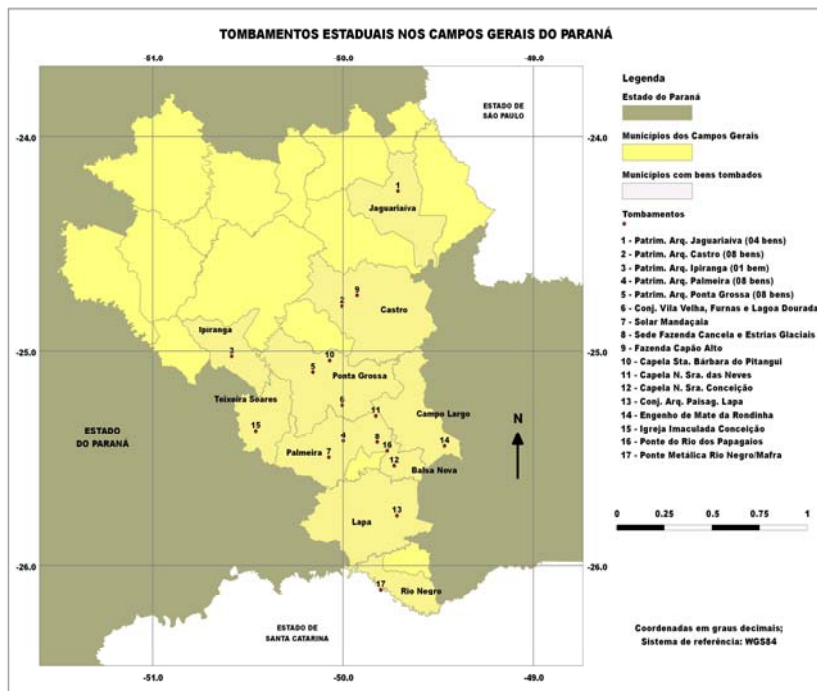 TOMBAMENTOS ESTADUAIS NOS CAMPOS GERAIS DO PARANÁ
-51.0
-50.0
-49.0
ESTADO DE
SÃO PAULO
-24.0
-24.0
1
Jaguariaíva
9
2
Castro
Ipiranga
3
-25.0
-25.0
10
5
Ponta Grossa
Teixeira Soares
6
11
Campo Largo
ESTADO
DO PARANÁ
15
4
8
16
14
Palmeira
7
12
Balsa Nova
13
Lapa
-26.0
-26.0
17
Rio Negro
ESTADO DE
SANTA CATARINA
-51.0
-50.0
-49.0
Legenda
Estado do Paraná
Municípios dos Campos Gerais
Municípios com bens tombados
Tombamentos
1 - Patrim. Arq. Jaguariaíva (04 bens)
2 - Patrim. Arq. Castro (08 bens)
3 - Patrim. Arq. Ipiranga (01 bem)
4 - Patrim. Arq. Palmeira (08 bens)
5 - Patrim. Arq. Ponta Grossa (08 bens)
6 - Conj. Vila Velha, Furnas e Lagoa Dourada
7 - Solar Mandaçaia
8 - Sede Fazenda Cancela e Estrias Glaciais
9 - Fazenda Capão Alto
10 - Capela Sta. Bárbara do Pitangui
11 - Capela N. Sra. das Neves
12 - Capela N. Sra. Conceição
13 - Conj. Arq. Paisag. Lapa
14 - Engenho de Mate da Rondinha
15 - Igreja Imaculada Conceição
16 - Ponte do Rio dos Papagaios
17 - Ponte Metálica Rio Negro/Mafra
N
0 0.25 0.5 0.75 1
Coordenadas em graus decimais;
Sistema de referência: WGS84